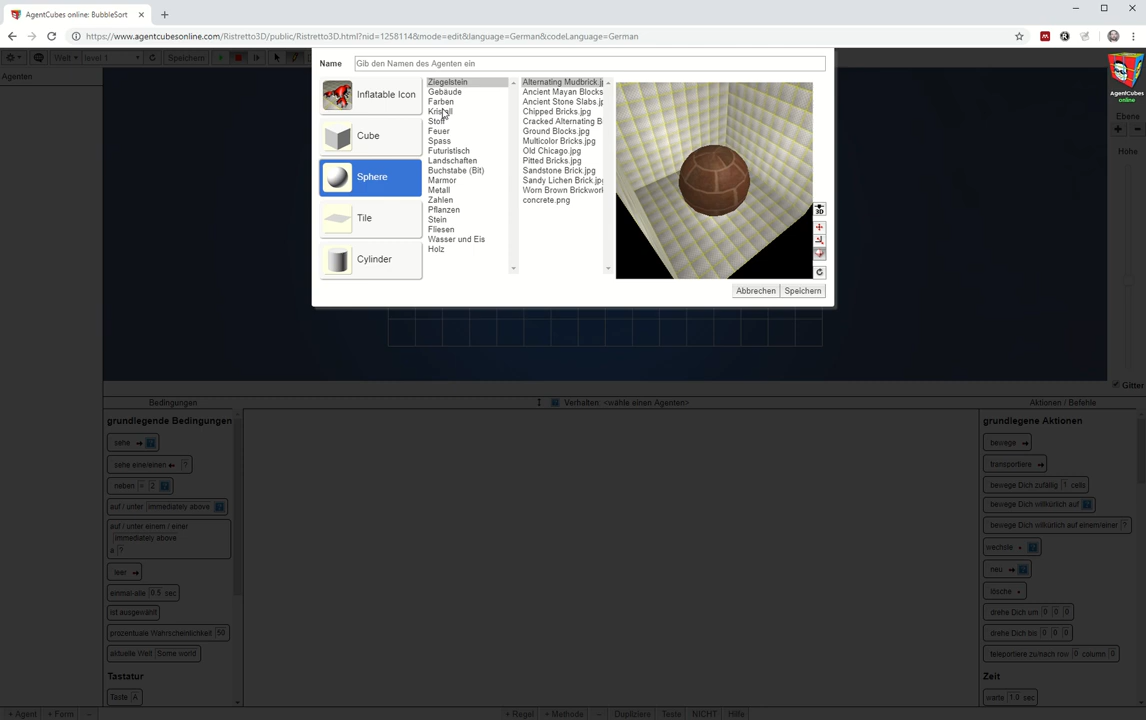 AgentCubes online: BubbleSort
https://www.agentcubesonline.com/Ristretto3D/public/Ristretto3D.html?nid=1258114&mode=edit&language=German&codeLanguage=German
Welt
level1
Speichern
Agenten
Name
Gib den Namen des Agenten ein
Inflatable Icon
Cube
Sphere
Tile
Cylinder
Ziegelstein
Gebäude
Farben
Kristall
Stoff
Feuer
Spass
Futuristisch
Landschaften
Buchstabe (Bit)
Marmor
Metall
Zahlen
Pflanzen
Stein
Fliesen
Wasser und Eis
Holz
Alternating Mudbrick.j
Ancient Mayan Blocks
Ancient Stone Slabs.j
Chipped Bricks.jpg
Cracked Alternating B
Ground Blocks.jpg
Multicolor Bricks.jpg
Old Chicago.jpg
Pitted Bricks.jpg
Sandstone Brick.jpg
Sandy Lichen Brick.jp
Worn Brown Brickwor
concrete.png
3D
Abbrechen
Speichern
AgentCubes
online
Ebene
Höhe
Gitter
Bedingungen
Verhalten: <wähle einen Agenten>
Aktionen / Befehle
grundlegende Bedingungen
sehe
sehe eine/einen ?
neben = 2
auf / unter immediately above
auf / unter einem / einer
immediately above
a ?
leer
einmal-alle 0.5 sec
ist ausgewählt
prozentuale Wahrscheinlichkeit 50
aktuelle Welt Some world
Tastatur
Taste A
grundlegene Aktionen
bewege
transportiere
bewege Dich zufällig 1 cells
bewege Dich willkürlich auf
bewege Dich willkürlich auf einem/einer ?
wechsle
neu
lösche
drehe Dich um 0 0 0
drehe Dich bis 0 0 0
teleportiere zu/nach row 0 column 0
Zeit
warte 1.0 sec
+ Agent + Form −
+ Regel + Methode − Dupliziere Teste NICHT Hilfe